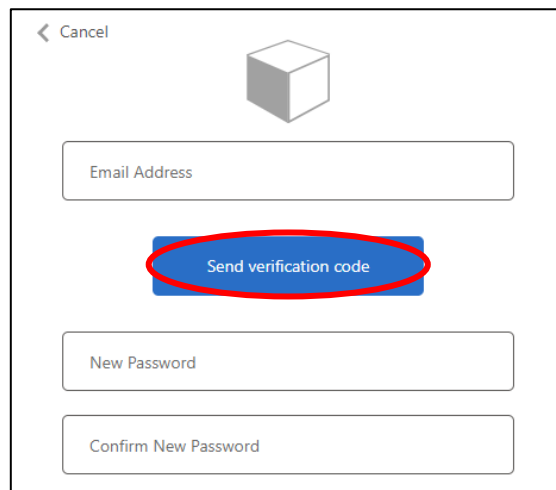 Cancel
Email Address
Send verification code
New Password
Confirm New Password